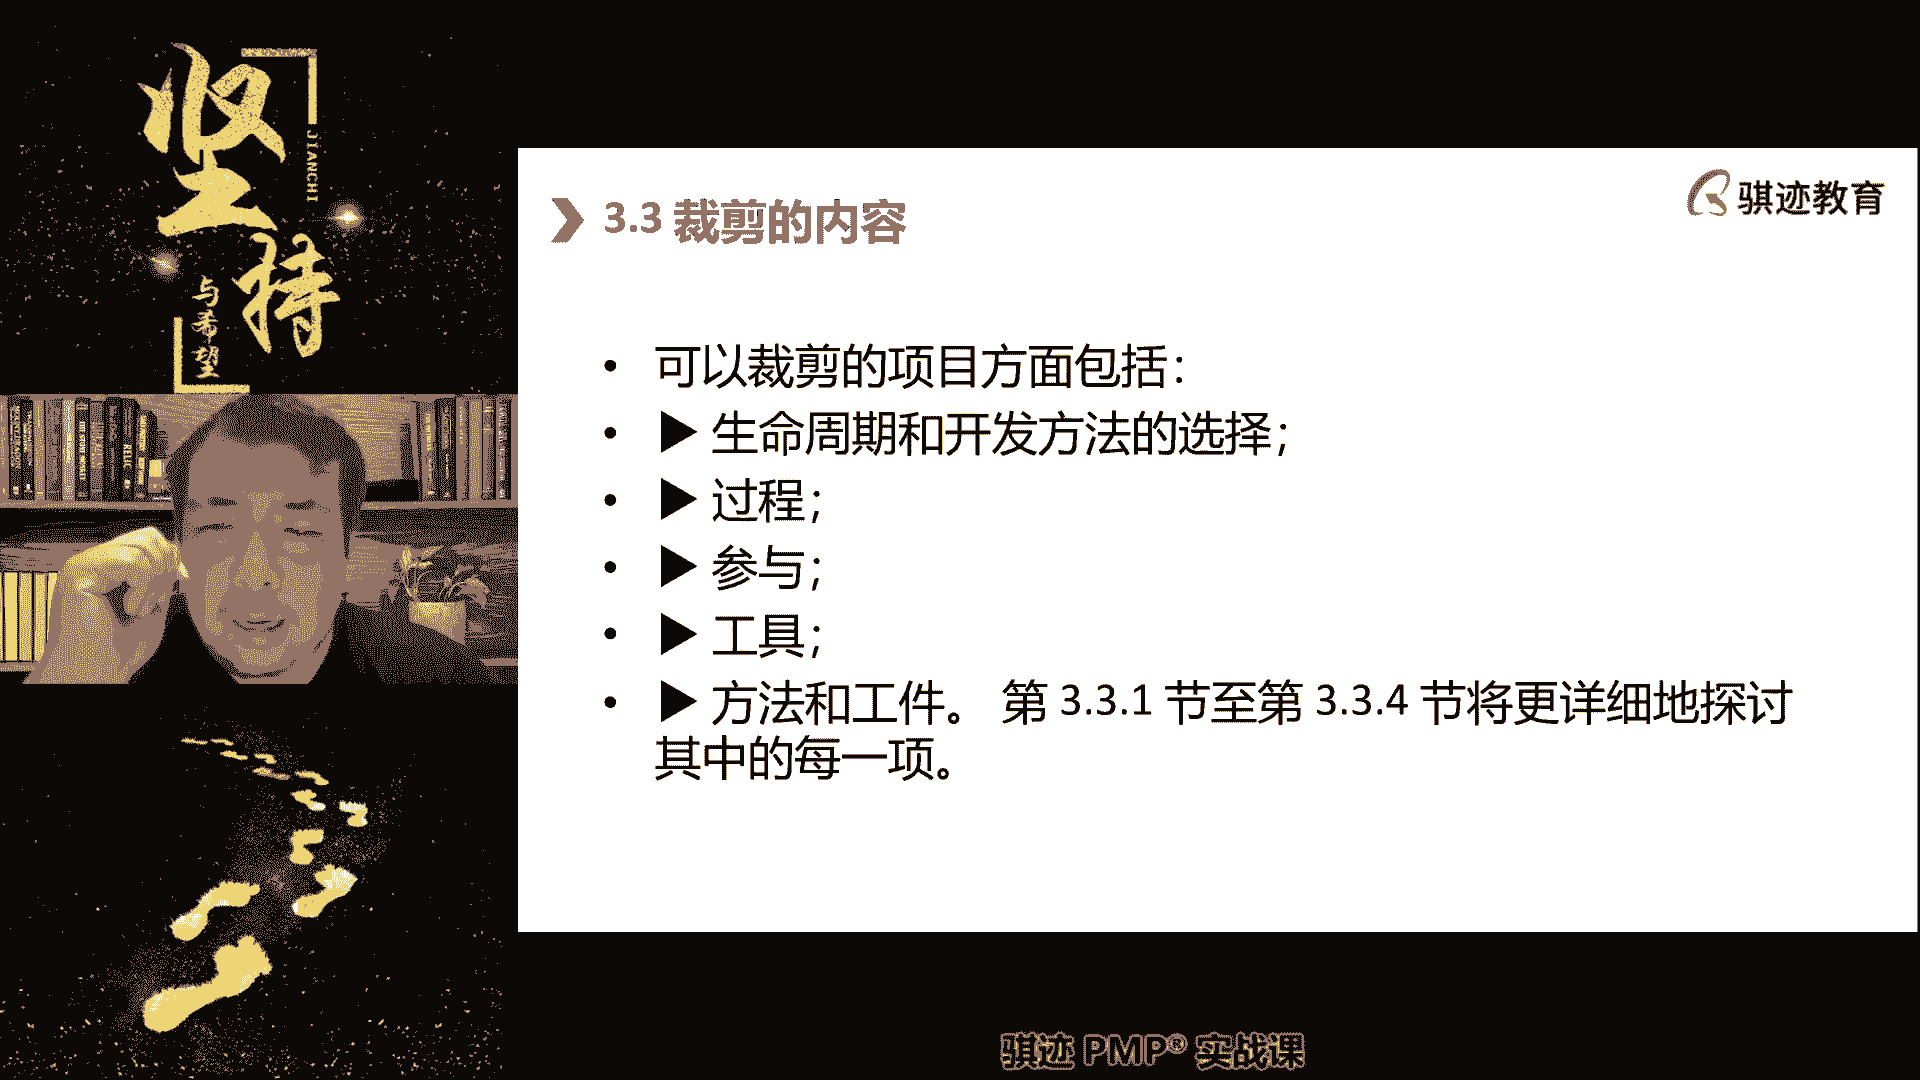 坚持
JIANCHI
与希望
骐迹教育
3.3 裁剪的内容
• 可以裁剪的项目方面包括：
• ▶ 生命周期和开发方法的选择；
• ▶ 过程；
• ▶ 参与；
• ▶ 工具；
• ▶ 方法和工件。 第 3.3.1 节至第 3.3.4 节将更详细地探讨
其中的每一项。
骐迹 PMP® 实战课